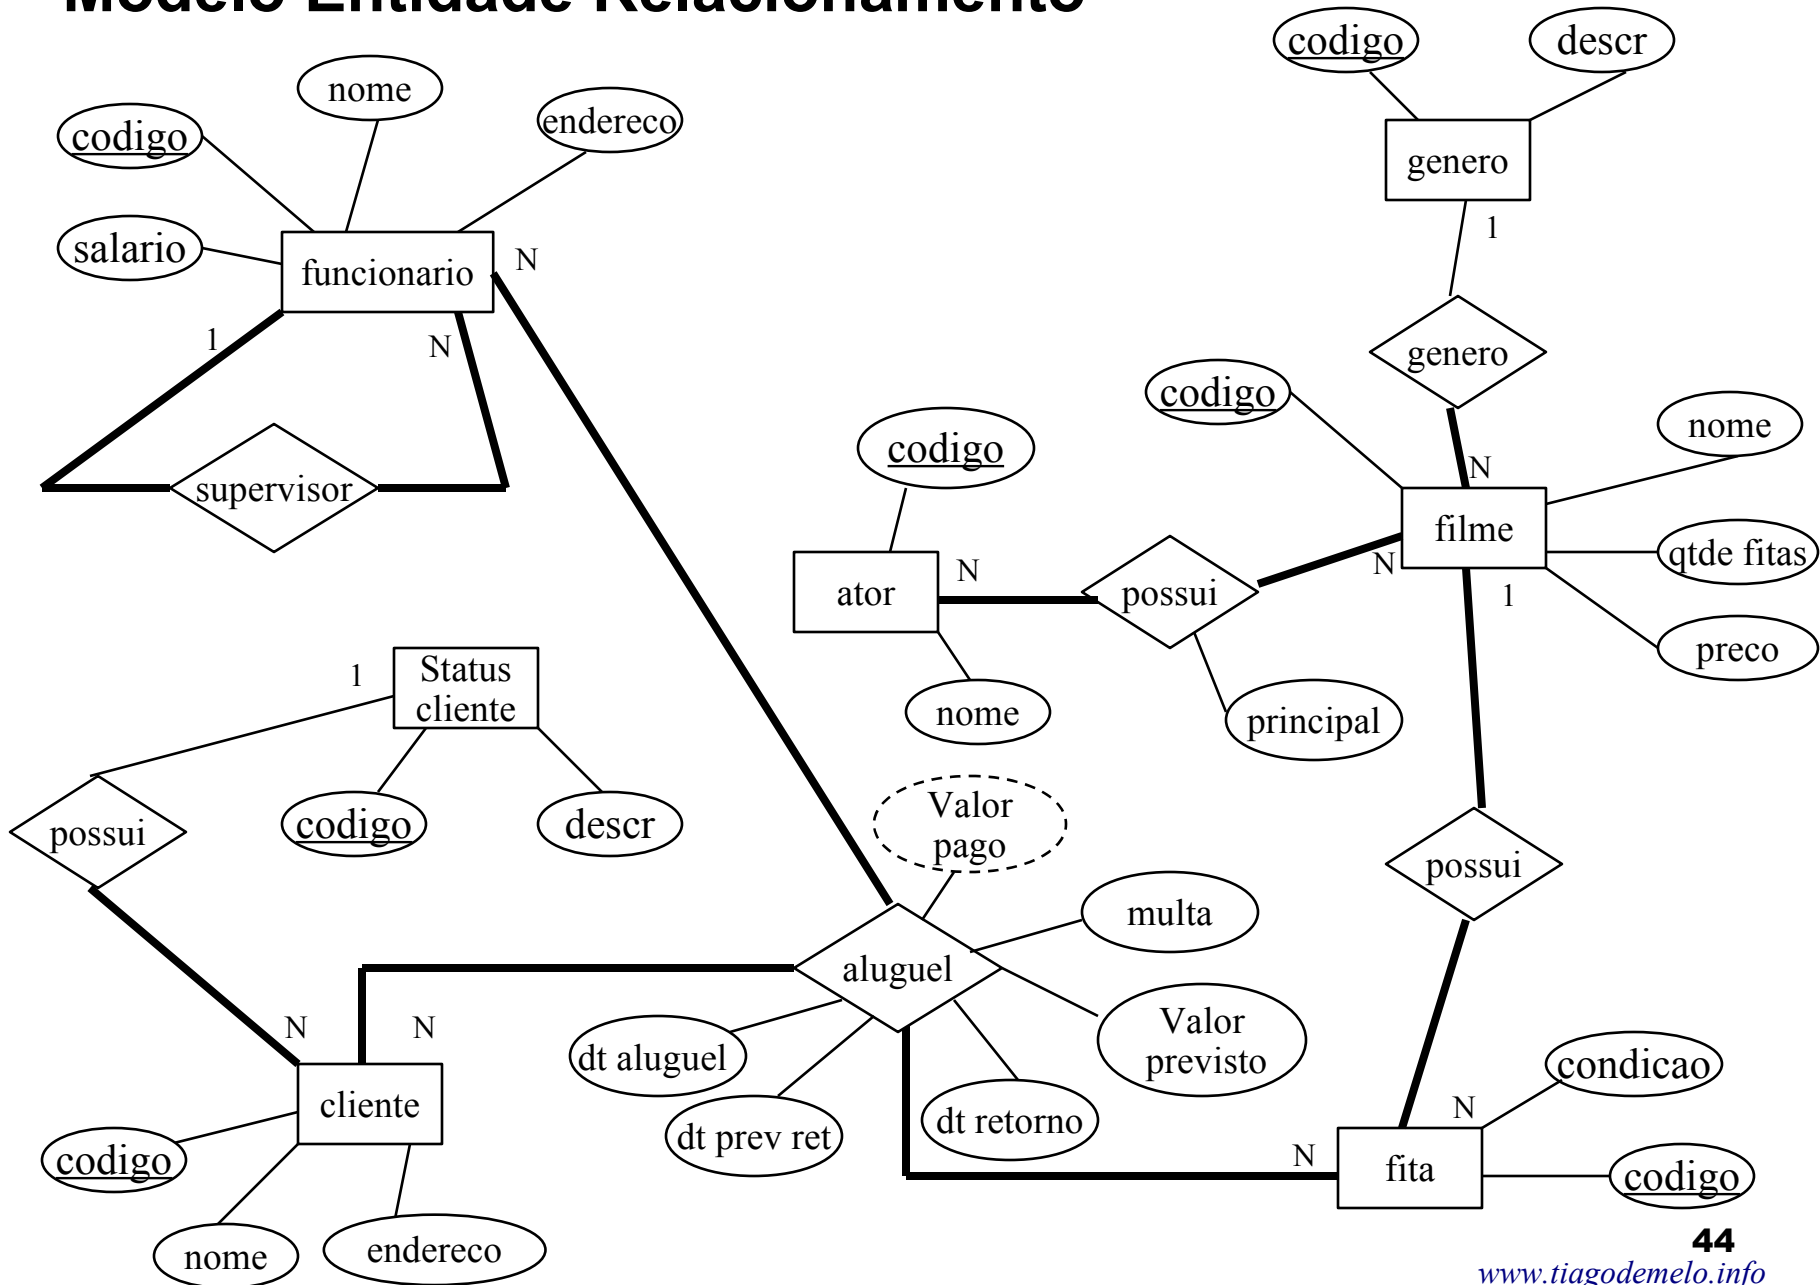 Modelo Entidade Relacionamento
codigo
descr
nome
endereco
codigo
genero
salario
funcionario
N
1
1
N
genero
codigo
nome
codigo
N
supervisor
filme
qtde fitas
N
possui
N
ator
1
preco
Status
cliente
1
nome
principal
Valor
pago
possui
codigo
descr
possui
multa
aluguel
N
N
dt aluguel
Valor
previsto
condicao
cliente
dt prev ret
dt retorno
N
N
fita
codigo
codigo
nome
endereco
44
www.tiagodemelo.info